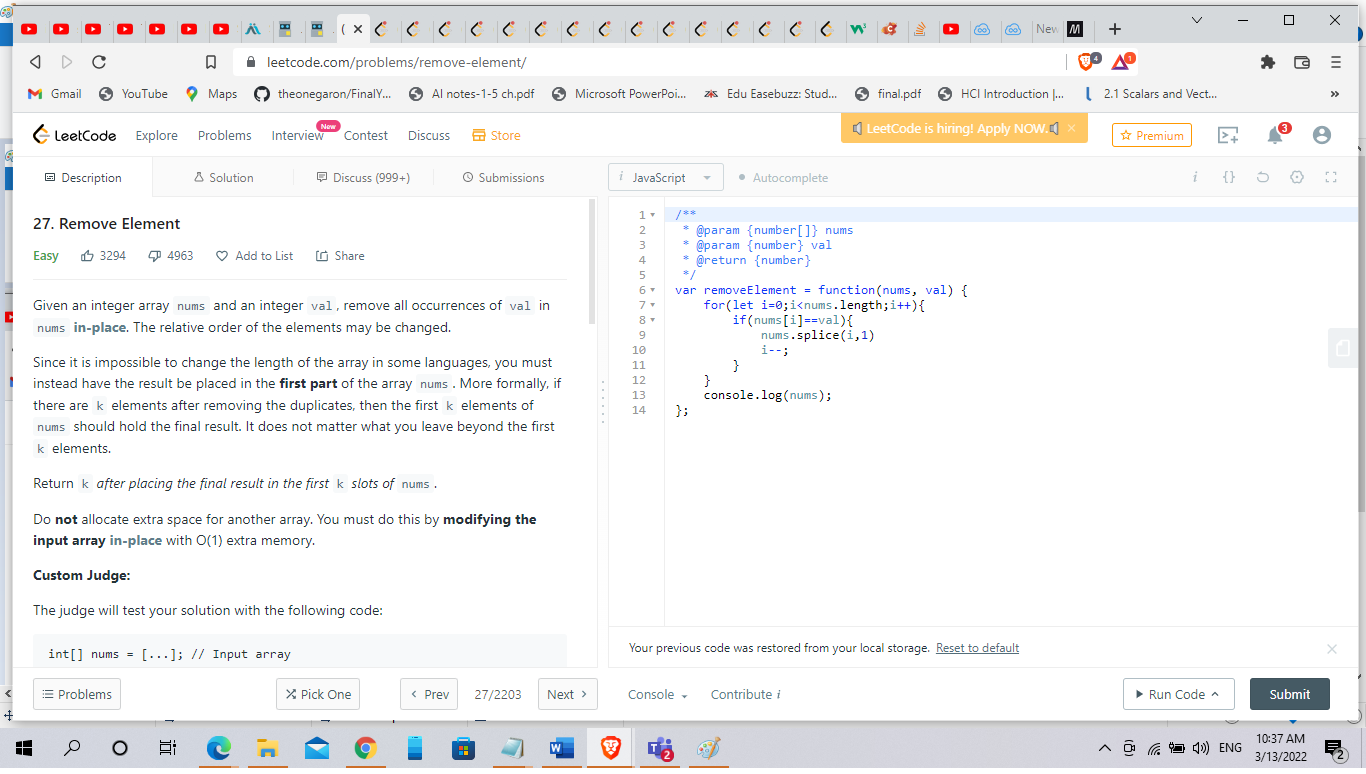 New
leetcode.com/problems/remove-element/
4
1
Gmail
YouTube
Maps
theonegaron/FinalY...
AI notes-1-5 ch.pdf
Microsoft PowerPoi...
Edu Easebuzz: Stud...
final.pdf
HCI Introduction |...
2.1 Scalars and Vect...
»
LeetCode
Explore
Problems
Interview
New
Contest
Discuss
Store
LeetCode is hiring! Apply NOW.
Premium
3
Description
Solution
Discuss (999+)
Submissions
i JavaScript
Autocomplete
i
{}
27. Remove Element
Easy
3294
4963
Add to List
Share
Given an integer array nums and an integer val, remove all occurrences of val in
nums in-place. The relative order of the elements may be changed.
Since it is impossible to change the length of the array in some languages, you must
instead have the result be placed in the first part of the array nums. More formally, if
there are k elements after removing the duplicates, then the first k elements of
nums should hold the final result. It does not matter what you leave beyond the first
k elements.
Return k after placing the final result in the first k slots of nums.
Do not allocate extra space for another array. You must do this by modifying the
input array in-place with O(1) extra memory.
Custom Judge:
The judge will test your solution with the following code:
int[] nums = [...]; // Input array
1 /**
2 * @param {number[]} nums
3 * @param {number} val
4 * @return {number}
5 */
6 var removeElement = function(nums, val) {
7 for(let i=0;i<nums.length;i++){
8 if(nums[i]==val){
9 nums.splice(i,1)
10 i--;
11 }
12 }
13 console.log(nums);
14 };
Your previous code was restored from your local storage. Reset to default
Problems
Pick One
Prev
27/2203
Next
Console
Contribute i
Run Code
Submit
2
ENG
10:37 AM
3/13/2022
2